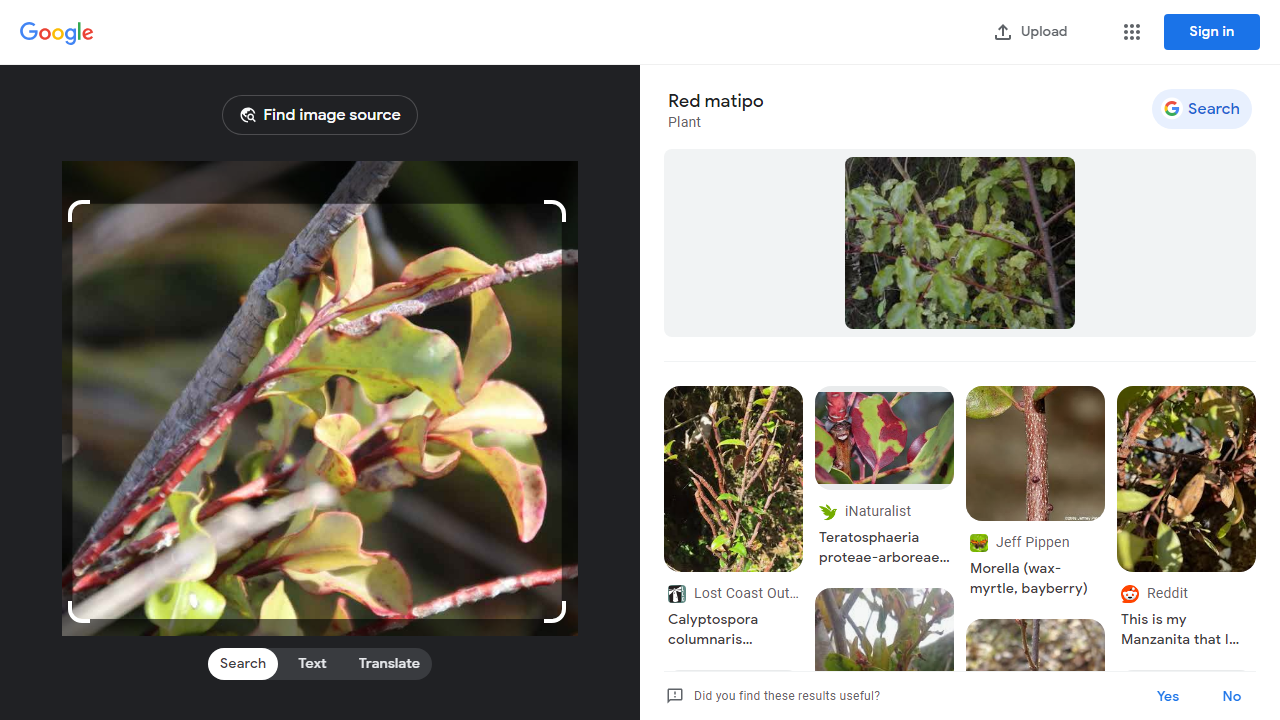 Google
Upload
Sign in
Find image source
Search
Text
Translate
Red matipo
Plant
Search
Lost Coast Out...
Calyptospora
columnaris...
iNaturalist
Teratosphaeria
proteae-arboreae...
Jeff Pippen
Morella (wax-
myrtle, bayberry)
Reddit
This is my
Manzanita that I...
Did you find these results useful?
Yes
No